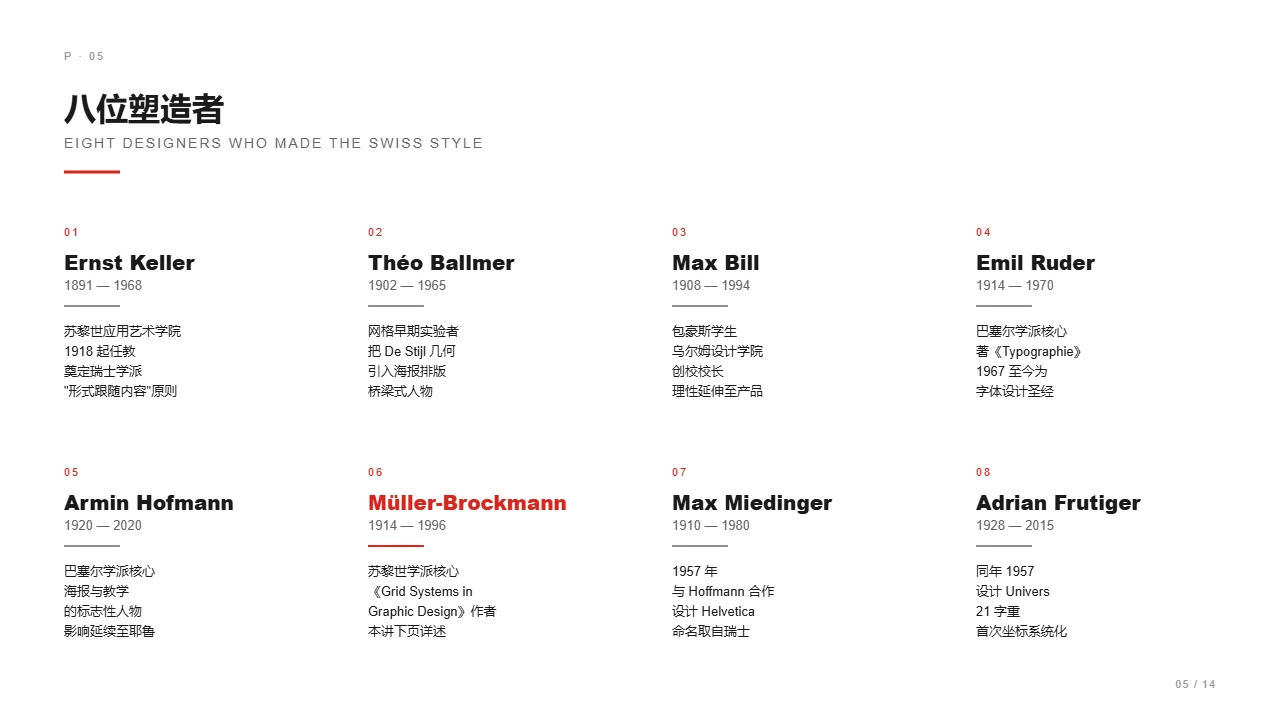 P · 05
八位塑造者
EIGHT DESIGNERS WHO MADE THE SWISS STYLE
01
Ernst Keller
1891 — 1968
苏黎世应用艺术学院
1918 起任教
奠定瑞士学派
"形式跟随内容"原则
02
Théo Ballmer
1902 — 1965
网格早期实验者
把 De Stijl 几何
引入海报排版
桥梁式人物
03
Max Bill
1908 — 1994
包豪斯学生
乌尔姆设计学院
创校校长
理性延伸至产品
04
Emil Ruder
1914 — 1970
巴塞尔学派核心
著《Typographie》
1967 至今为
字体设计圣经
05
Armin Hofmann
1920 — 2020
巴塞尔学派核心
海报与教学
的标志性人物
影响延续至耶鲁
06
Müller-Brockmann
1914 — 1996
苏黎世学派核心
《Grid Systems in
Graphic Design》作者
本讲下页详述
07
Max Miedinger
1910 — 1980
1957 年
与 Hoffmann 合作
设计 Helvetica
命名取自瑞士
08
Adrian Frutiger
1928 — 2015
同年 1957
设计 Univers
21 字重
首次坐标系统化
05 / 14